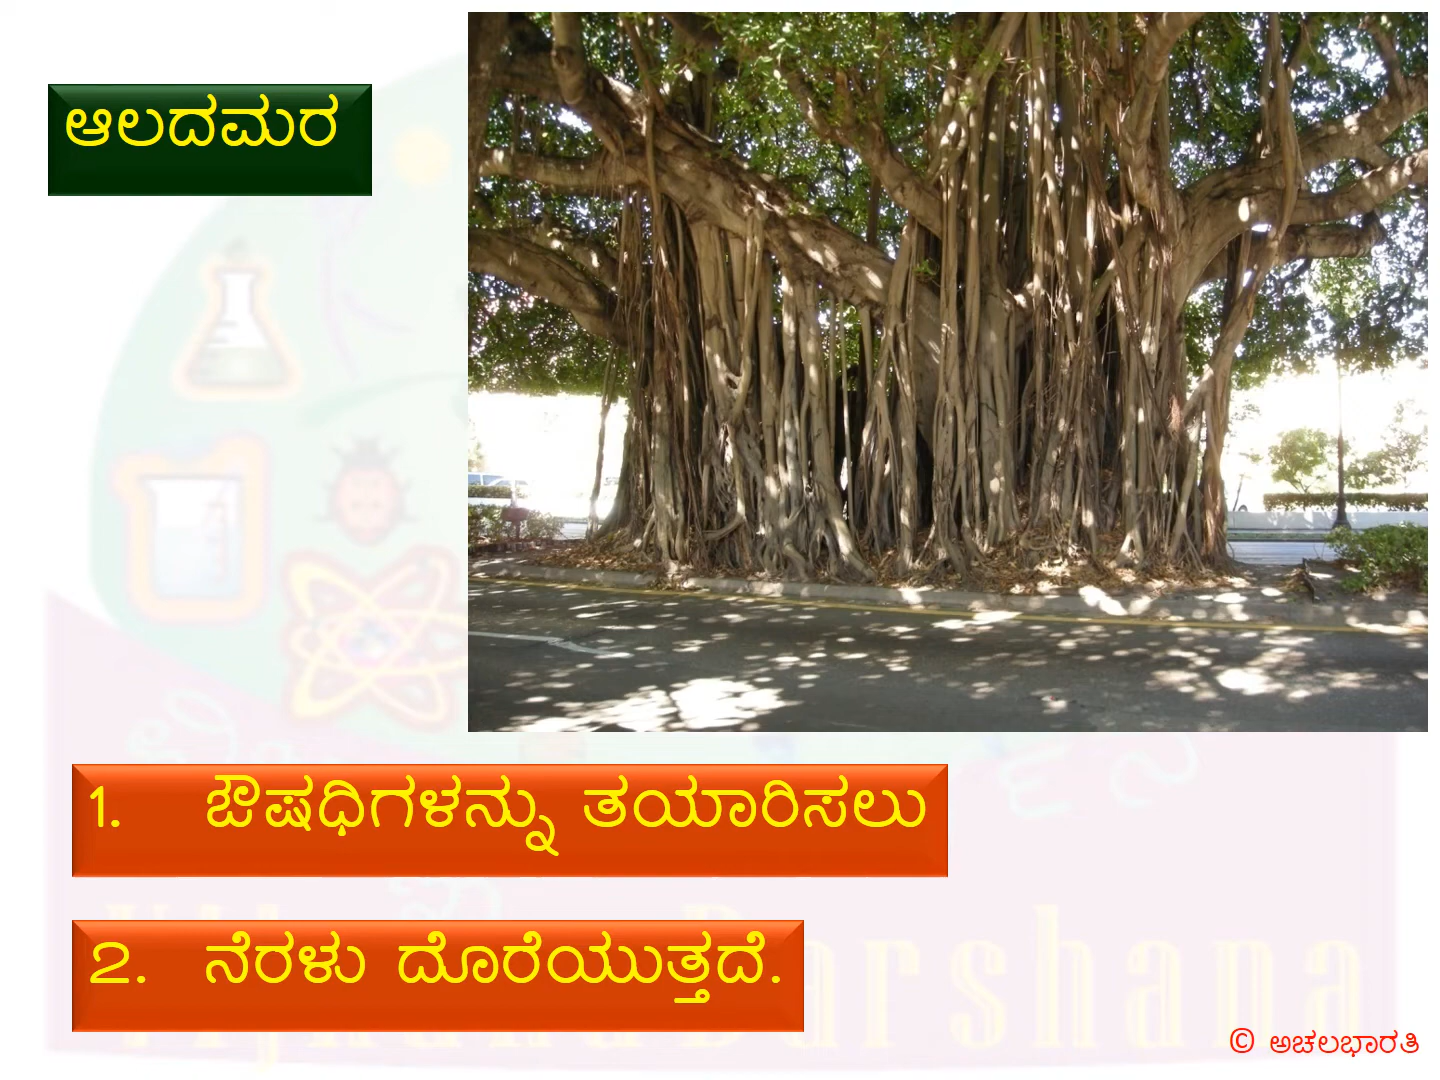 ಆಲದಮರ
1. ಔಷಧಿಗಳನ್ನು ತಯಾರಿಸಲು
2. ನೆರಳು ದೊರೆಯುತ್ತದೆ.
© ಅಚಲಭಾರತಿ